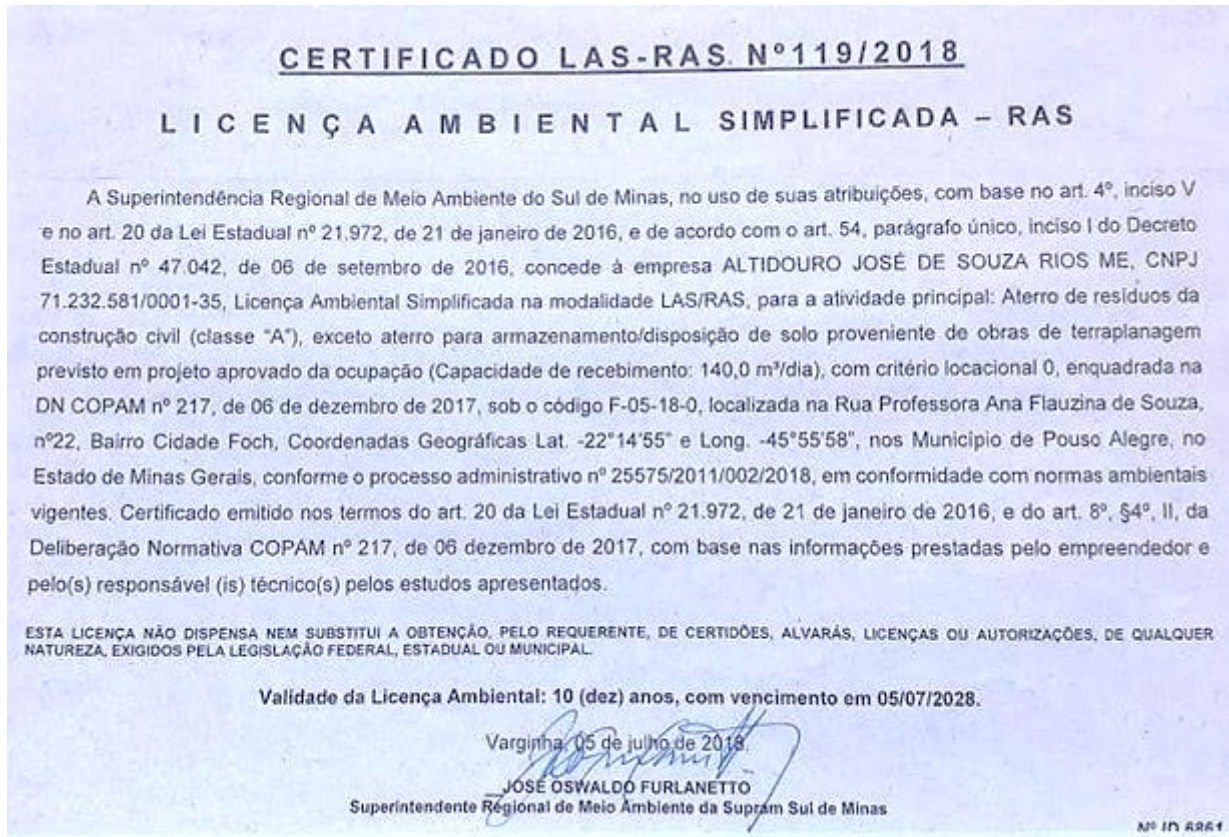 CERTIFICADO LAS-RAS. Nº119/2018
LICENÇA AMBIENTAL SIMPLIFICADA – RAS
A Superintendência Regional de Meio Ambiente do Sul de Minas, no uso de suas atribuições, com base no art. 4º, inciso V
e no art. 20 da Lei Estadual nº 21.972, de 21 de janeiro de 2016, e de acordo com o art. 54, parágrafo único, inciso I do Decreto
Estadual nº 47.042, de 06 de setembro de 2016, concede à empresa ALTIDOURO JOSÉ DE SOUZA RIOS ME, CNPJ
71.232.581/0001-35, Licença Ambiental Simplificada na modalidade LAS/RAS, para a atividade principal: Aterro de resíduos da
construção civil (classe "A"), exceto aterro para armazenamento/disposição de solo proveniente de obras de terraplanagem
previsto em projeto aprovado da ocupação (Capacidade de recebimento: 140,0 m³/dia), com critério locacional 0, enquadrada na
DN COPAM nº 217, de 06 de dezembro de 2017, sob o código F-05-18-0, localizada na Rua Professora Ana Flauzina de Souza,
nº22, Bairro Cidade Foch, Coordenadas Geográficas Lat. -22°14'55" e Long. -45°55'58", nos Município de Pouso Alegre, no
Estado de Minas Gerais, conforme o processo administrativo nº 25575/2011/002/2018, em conformidade com normas ambientais
vigentes. Certificado emitido nos termos do art. 20 da Lei Estadual nº 21.972, de 21 de janeiro de 2016, e do art. 8º, §4º, II, da
Deliberação Normativa COPAM nº 217, de 06 dezembro de 2017, com base nas informações prestadas pelo empreendedor e
pelo(s) responsável (is) técnico(s) pelos estudos apresentados.
ESTA LICENÇA NÃO DISPENSA NEM SUBSTITUI A OBTENÇÃO, PELO REQUERENTE, DE CERTIDÕES, ALVARÁS, LICENÇAS OU AUTORIZAÇÕES, DE QUALQUER
NATUREZA, EXIGIDOS PELA LEGISLAÇÃO FEDERAL, ESTADUAL OU MUNICIPAL.
Validade da Licença Ambiental: 10 (dez) anos, com vencimento em 05/07/2028.
Varginha, 05 de julho de 2018.
JOSÉ OSWALDO FURLANETTO
Superintendente Regional de Meio Ambiente da Supram Sul de Minas
Nº ID 6861